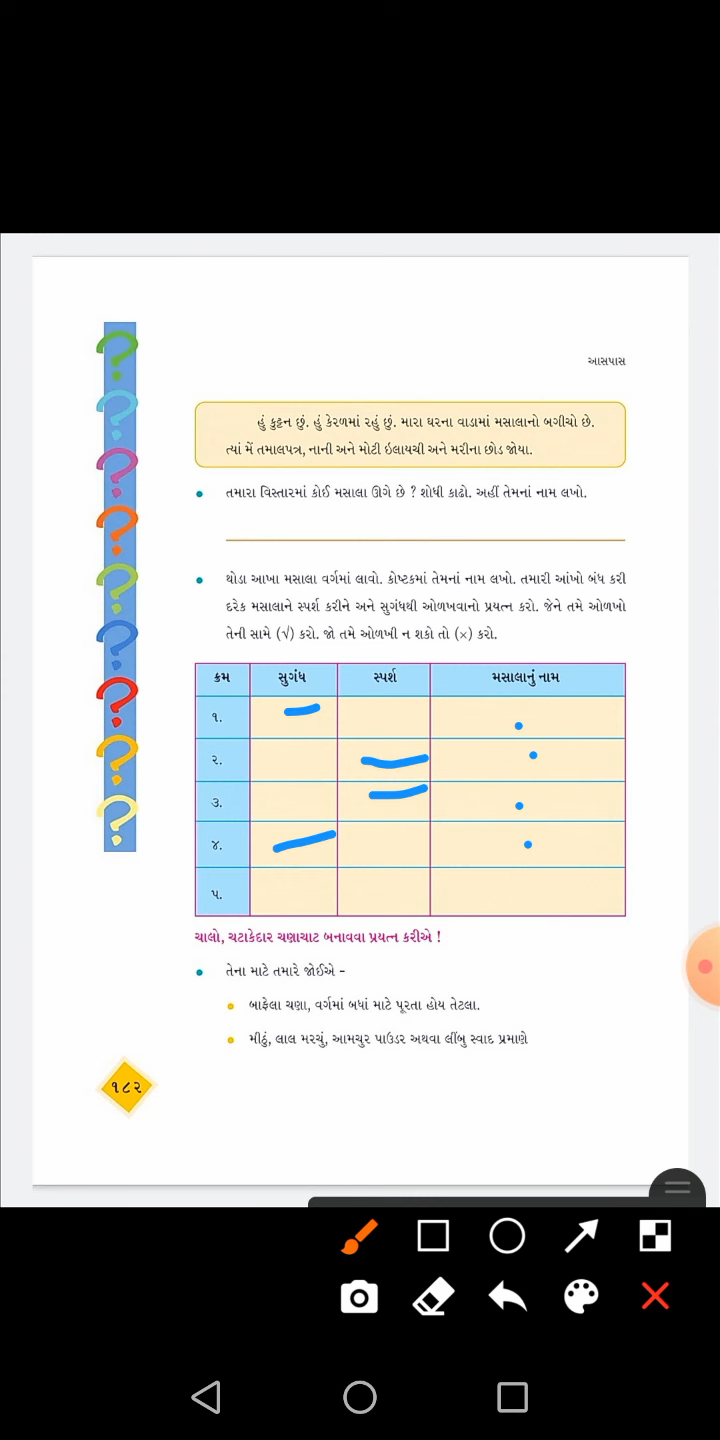 આસપાસ
હું કુટ્ટન છું. હું કેરળમાં રહું છું. મારા ઘરના વાડામાં મસાલાનો બગીચો છે.
ત્યાં મેં તમાલપત્ર, નાની અને મોટી ઇલાયચી અને મરીના છોડ જોયા.
• તમારા વિસ્તારમાં કોઈ મસાલા ઊગે છે ? શોધી કાઢો. અહીં તેમનાં નામ લખો.
• થોડા આખા મસાલા વર્ગમાં લાવો. કોષ્ટકમાં તેમનાં નામ લખો. તમારી આંખો બંધ કરી
દરેક મસાલાને સ્પર્શ કરીને અને સુગંધથી ઓળખવાનો પ્રયત્ન કરો. જેને તમે ઓળખો
તેની સામે (√) કરો. જો તમે ઓળખી ન શકો તો (×) કરો.
ક્રમ સુગંધ સ્પર્શ મસાલાનું નામ
૧.
૨.
૩.
૪.
૫.
ચાલો, ચટાકેદાર ચણાચાટ બનાવવા પ્રયત્ન કરીએ !
• તેના માટે તમારે જોઈએ –
• બાફેલા ચણા, વર્ગમાં બધાં માટે પૂરતા હોય તેટલા.
• મીઠું, લાલ મરચું, આમચુર પાઉડર અથવા લીંબુ સ્વાદ પ્રમાણે
૧૮૨